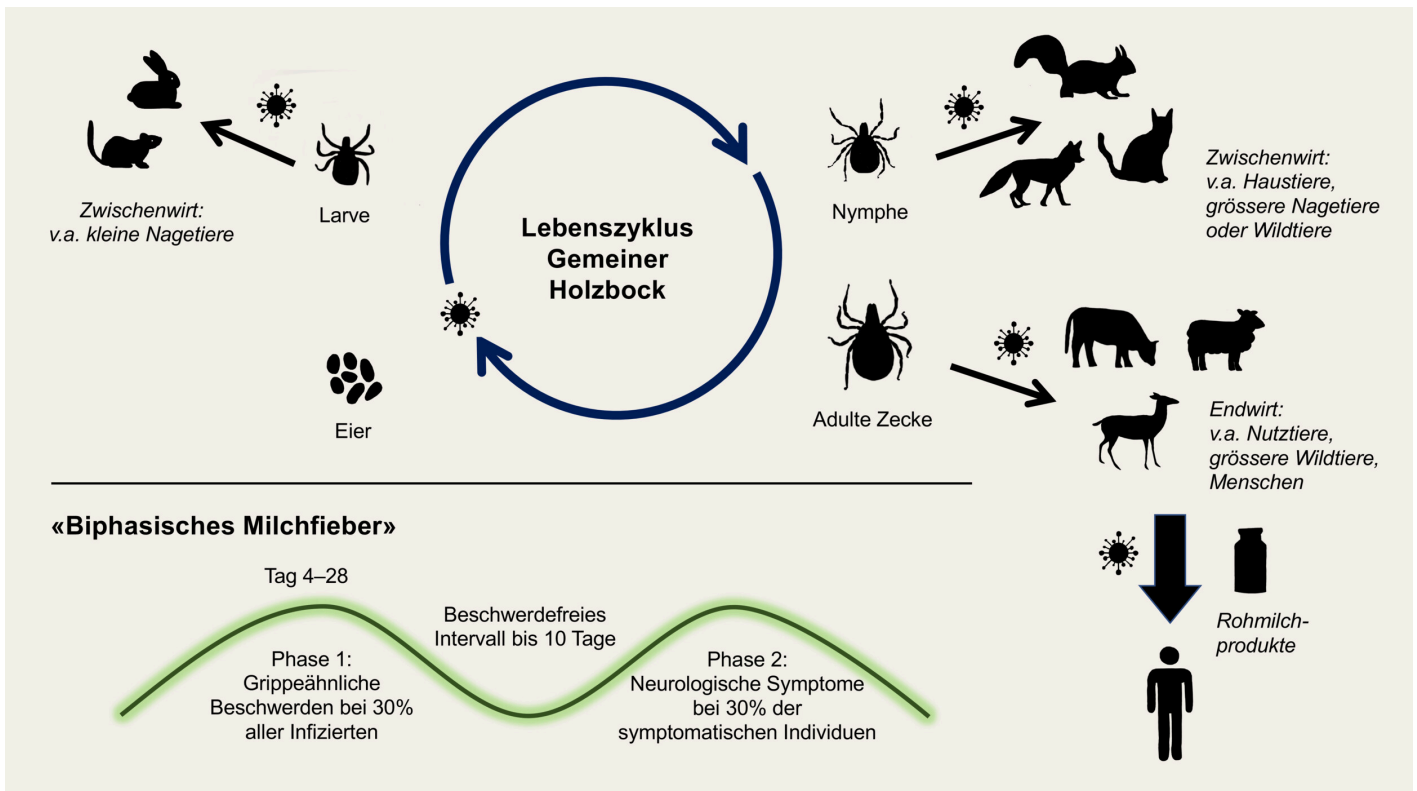 Zwischenwirt:
v.a. kleine Nagetiere
Larve
Lebenszyklus
Gemeiner
Holzbock
Eier
Nymphe
Zwischenwirt:
v.a. Haustiere,
grössere Nagetiere
oder Wildtiere
Adulte Zecke
Endwirt:
v.a. Nutztiere,
grössere Wildtiere,
Menschen
Rohmilch-
produkte
«Biphasisches Milchfieber»
Tag 4–28
Phase 1:
Grippeähnliche
Beschwerden bei 30%
aller Infizierten
Beschwerdefreies
Intervall bis 10 Tage
Phase 2:
Neurologische Symptome
bei 30% der
symptomatischen Individuen